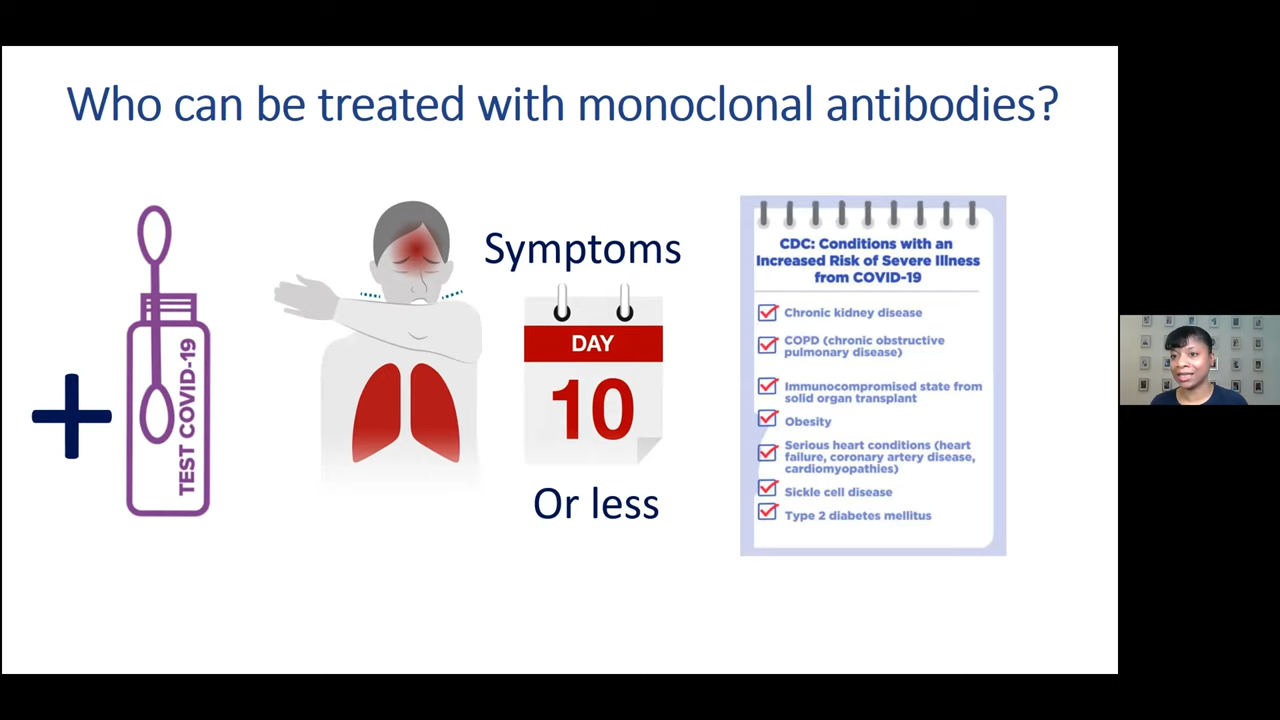 Who can be treated with monoclonal antibodies?
+
TEST COVID-19
Symptoms
DAY
10
Or less
CDC: Conditions with an
Increased Risk of Severe Illness
from COVID-19
Chronic kidney disease
COPD (chronic obstructive
pulmonary disease)
Immunocompromised state from
solid organ transplant
Obesity
Serious heart conditions (heart
failure, coronary artery disease,
cardiomyopathies)
Sickle cell disease
Type 2 diabetes mellitus